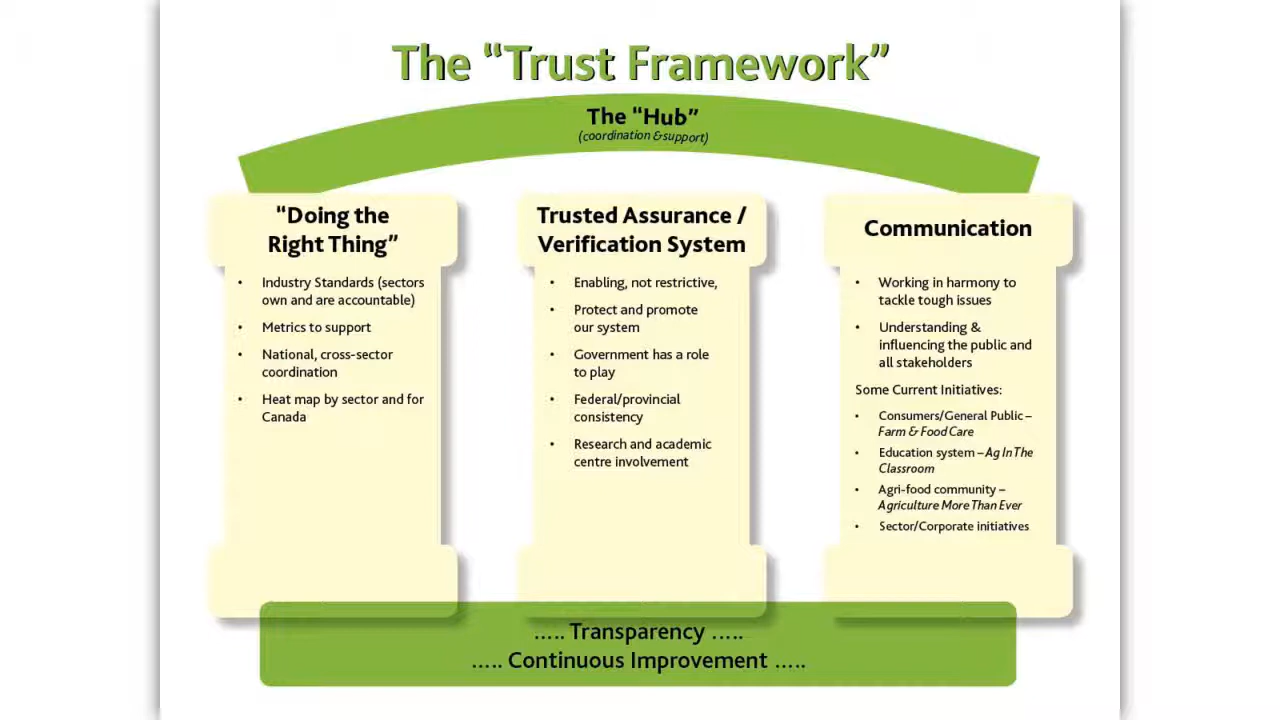 The “Trust Framework”
The “Hub”
(coordination & support)
“Doing the
Right Thing”
• Industry Standards (sectors
own and are accountable)
• Metrics to support
• National, cross-sector
coordination
• Heat map by sector and for
Canada
Trusted Assurance /
Verification System
• Enabling, not restrictive,
• Protect and promote
our system
• Government has a role
to play
• Federal/provincial
consistency
• Research and academic
centre involvement
Communication
• Working in harmony to
tackle tough issues
• Understanding &
influencing the public and
all stakeholders
Some Current Initiatives:
• Consumers/General Public –
Farm & Food Care
• Education system – Ag In The
Classroom
• Agri-food community –
Agriculture More Than Ever
• Sector/Corporate initiatives
..... Transparency .....
..... Continuous Improvement .....